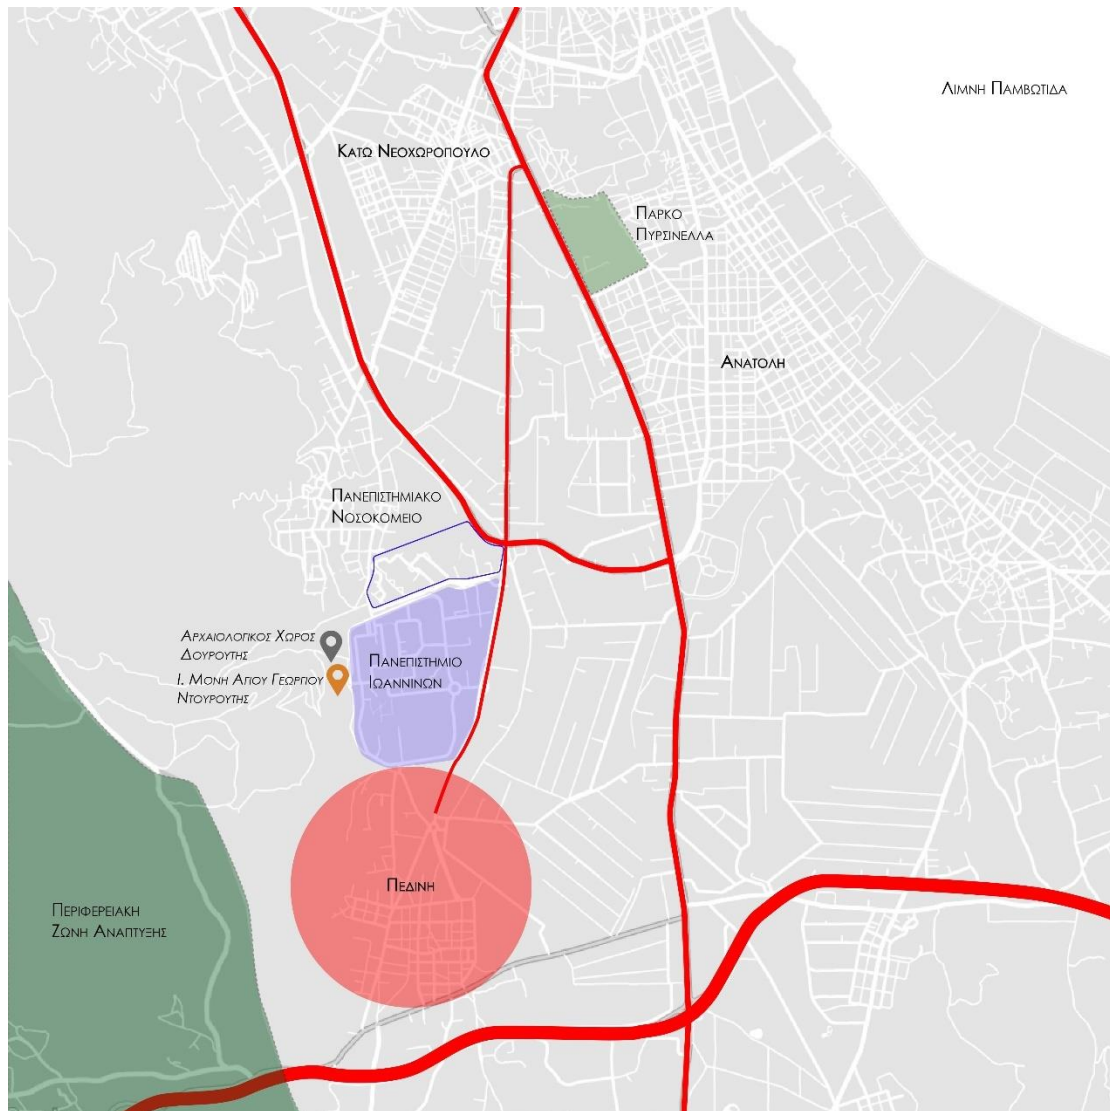 Λιμνη Παμβωτιδα
Κατω Νεοχωροπουλο
Παρκο
Πυρσινελλα
Ανατολη
Πανεπιστημιακο
Νοσοκομειο
Αρχαιολογικος Χωρος
Δουρουτης
Πανεπιστημιο
Ιωαννινων
Ι. Μονη Αγιου Γεωργιου
Ντουρουτης
Πεδινη
Περιφερειακη
Ζωνη Αναπτυξης